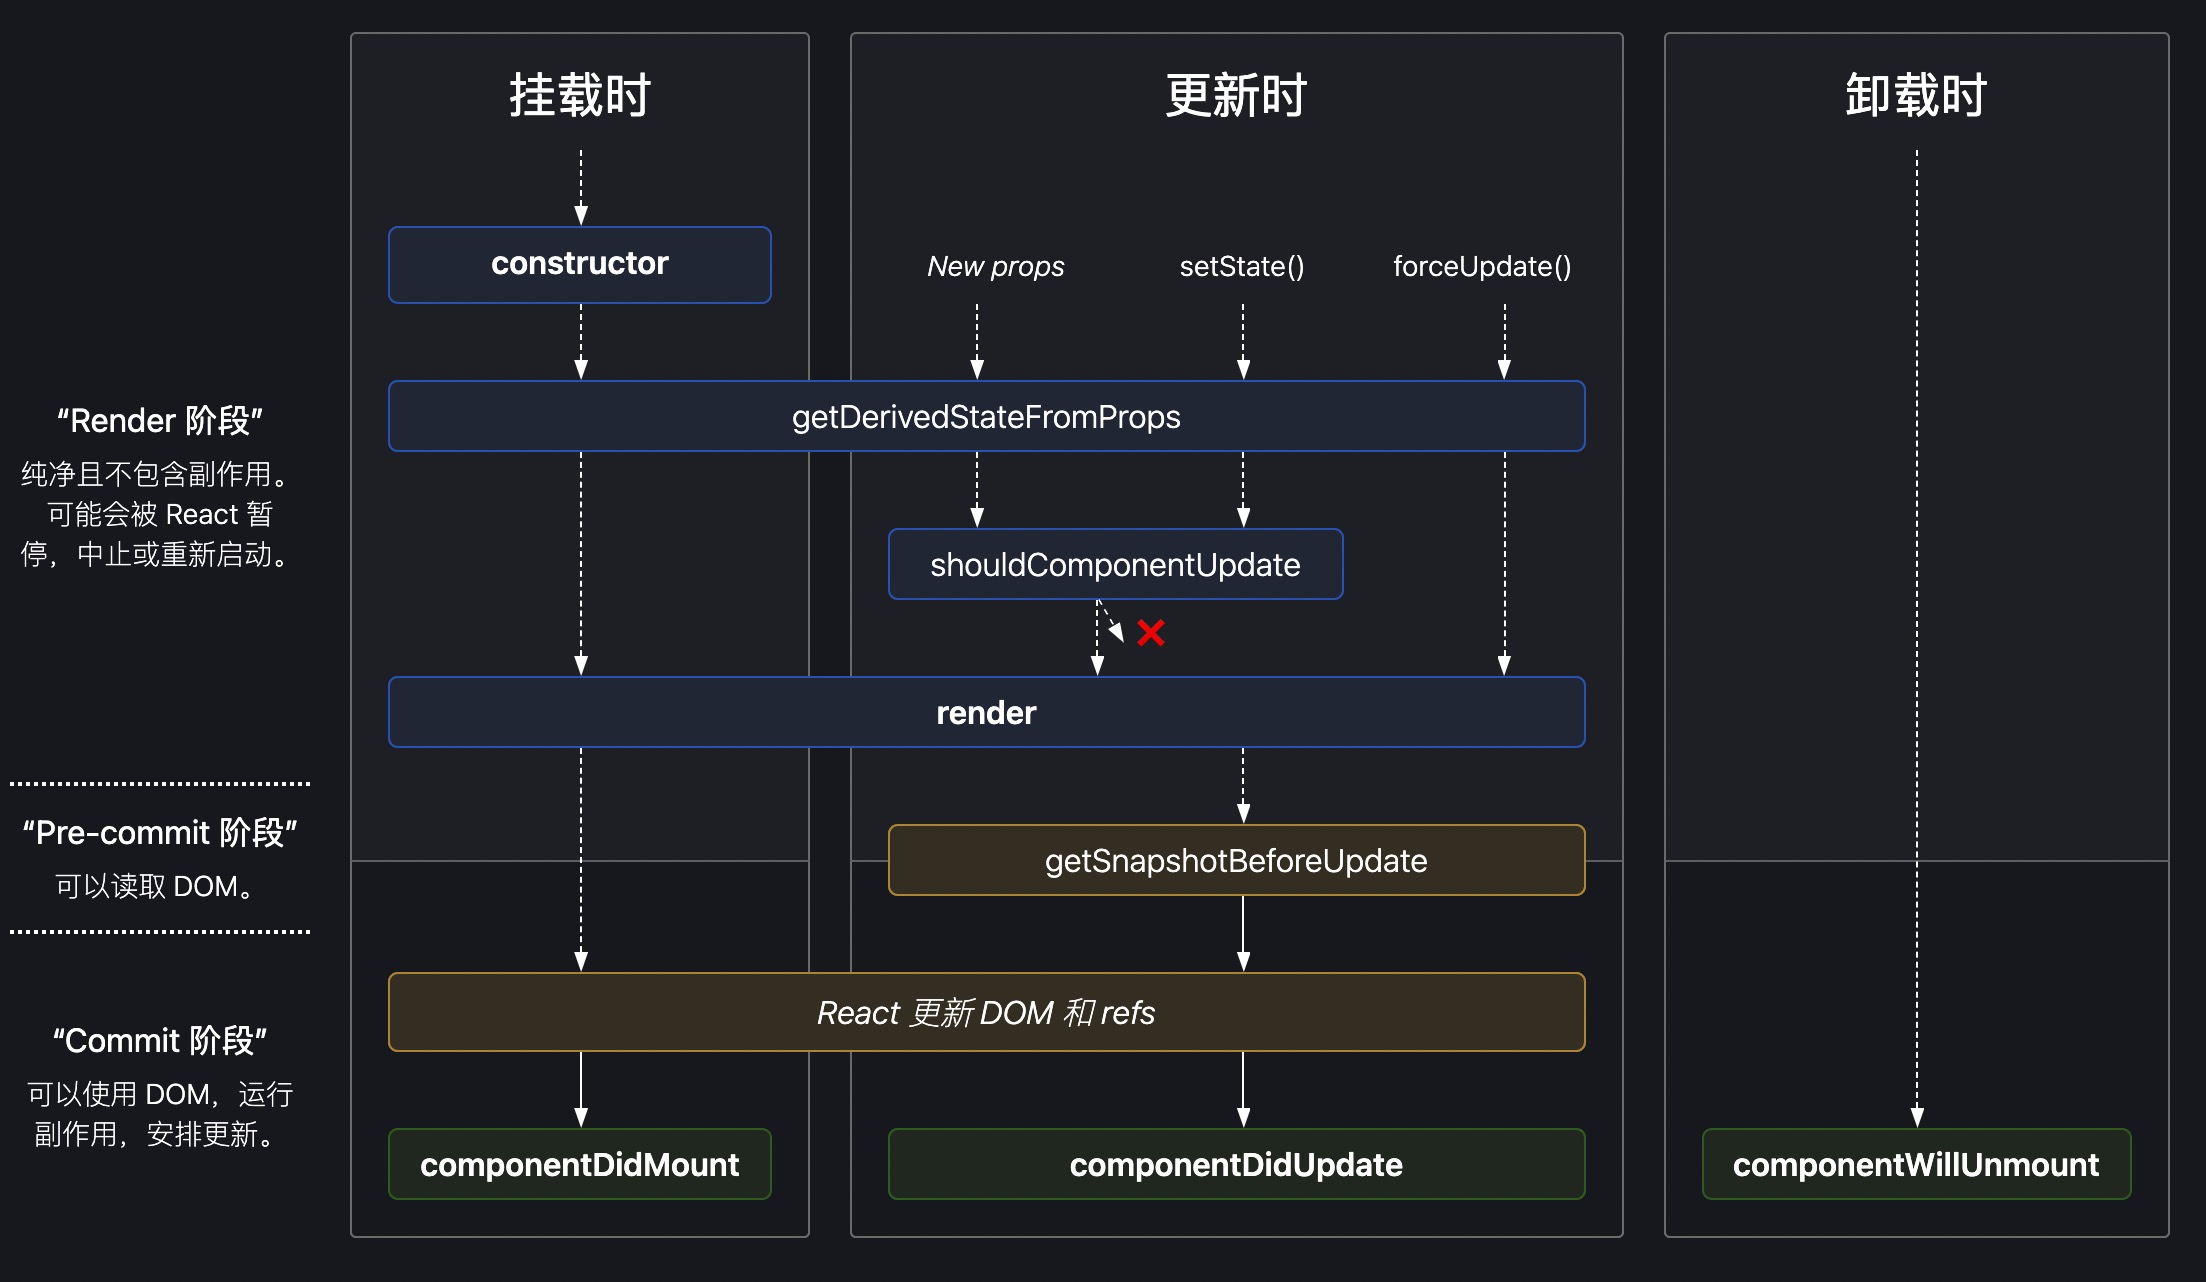 挂载时
更新时
卸载时
constructor
New props
setState()
forceUpdate()
“Render 阶段”
纯净且不包含副作用。
可能会被 React 暂
停，中止或重新启动。
getDerivedStateFromProps
shouldComponentUpdate
render
“Pre-commit 阶段”
可以读取 DOM。
getSnapshotBeforeUpdate
“Commit 阶段”
可以使用 DOM，运行
副作用，安排更新。
React 更新 DOM 和 refs
componentDidMount
componentDidUpdate
componentWillUnmount